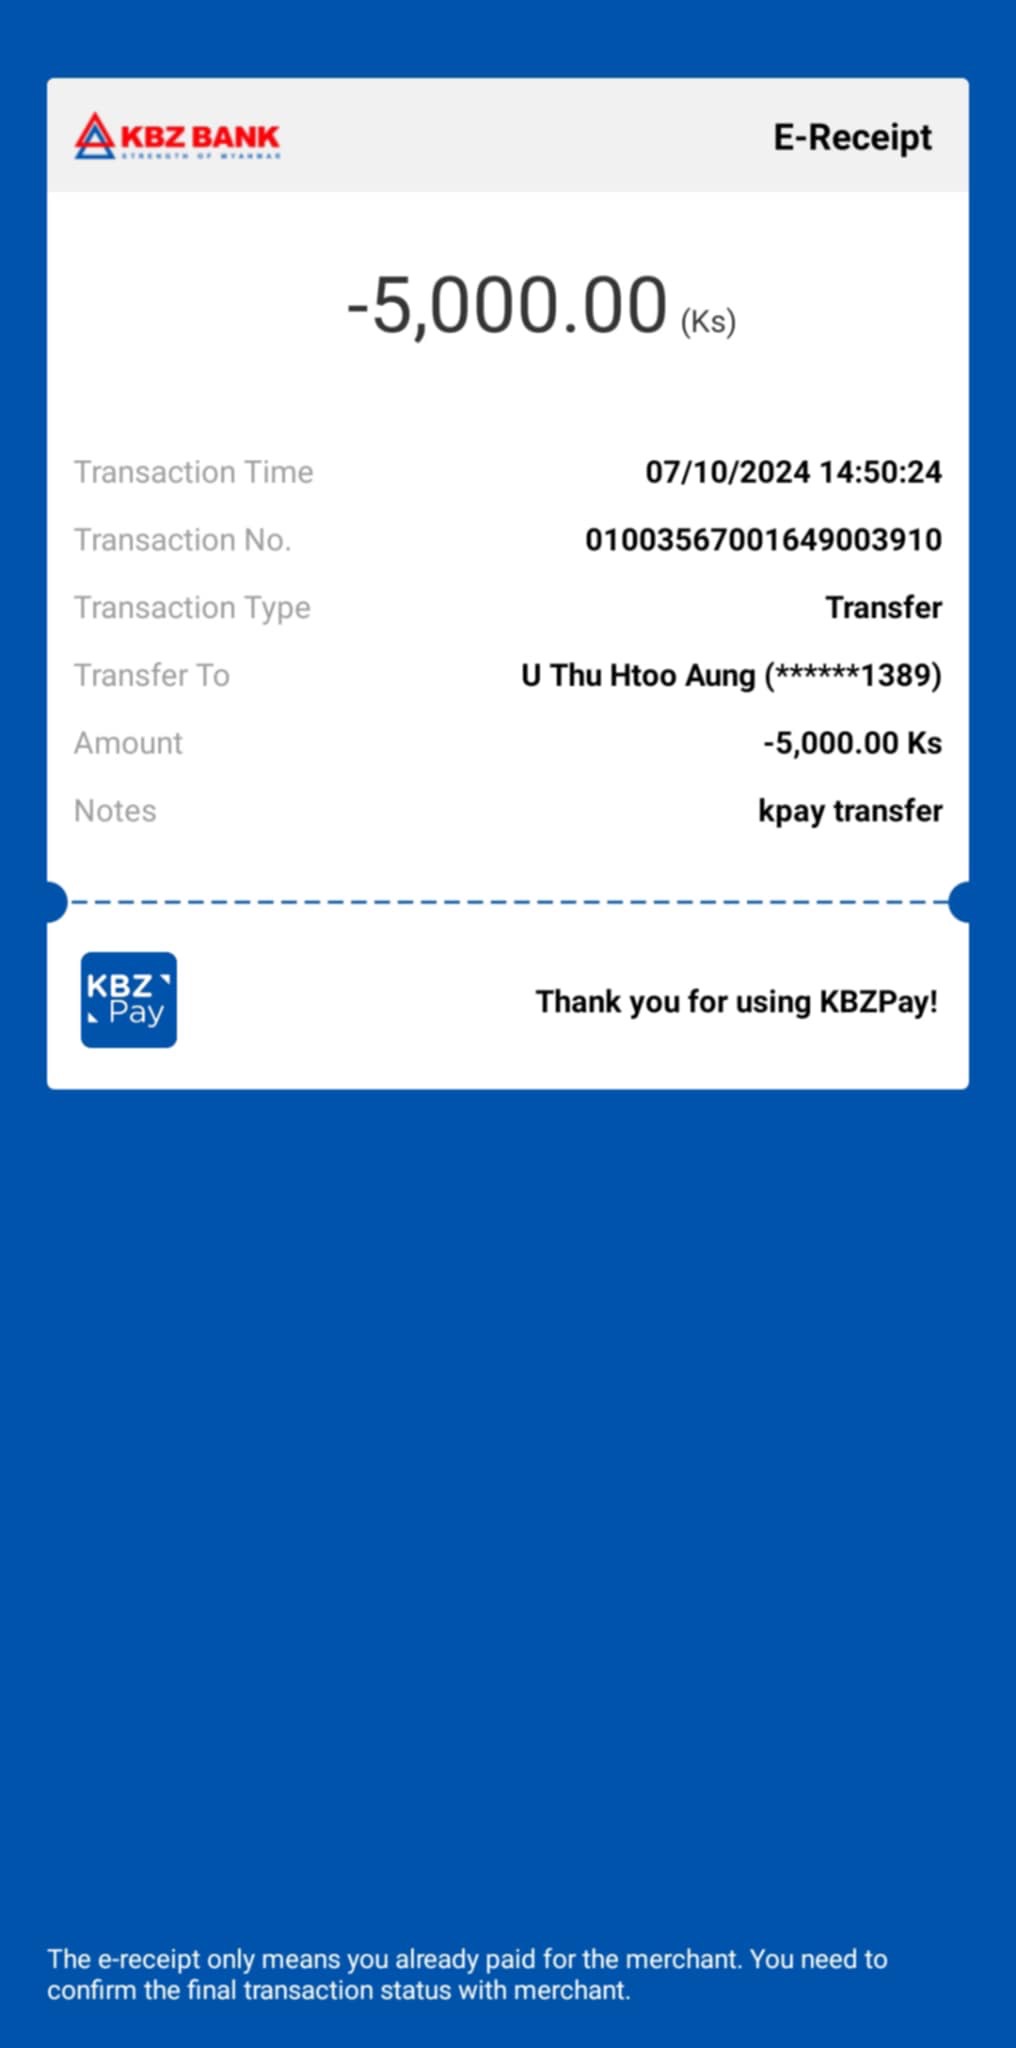 KBZ BANK
STRENGTH OF MYANMAR
E-Receipt
-5,000.00 (Ks)
Transaction Time 07/10/2024 14:50:24
Transaction No. 01003567001649003910
Transaction Type Transfer
Transfer To U Thu Htoo Aung (******1389)
Amount -5,000.00 Ks
Notes kpay transfer
KBZ
Pay
Thank you for using KBZPay!
The e-receipt only means you already paid for the merchant. You need to
confirm the final transaction status with merchant.